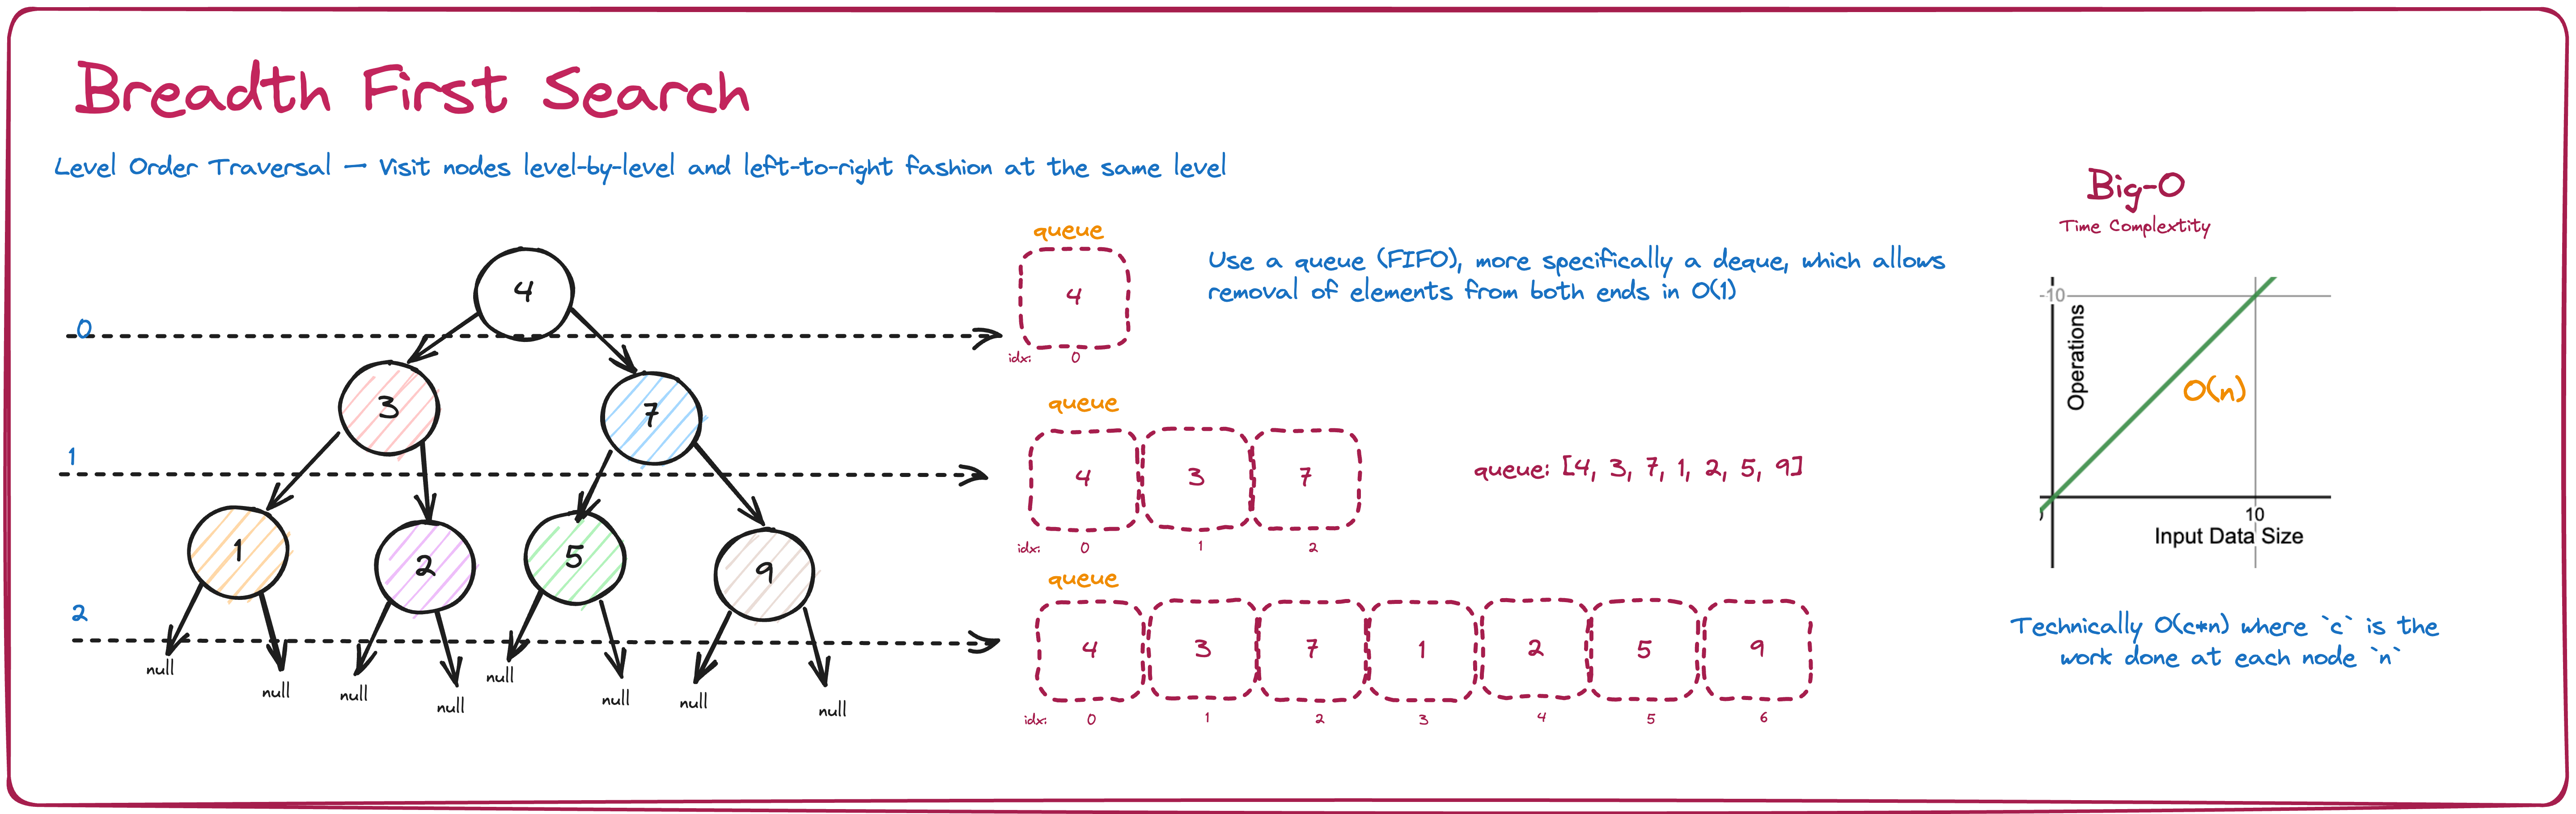 Breadth First Search
Level Order Traversal — Visit nodes level-by-level and left-to-right fashion at the same level
4
0
3
7
1
1
2
5
9
2
null
null
null
null
null
null
null
null
queue
4
idx: 0
Use a queue (FIFO), more specifically a deque, which allows
removal of elements from both ends in O(1)
queue
4 3 7
idx: 0 1 2
queue: [4, 3, 7, 1, 2, 5, 9]
queue
4 3 7 1 2 5 9
idx: 0 1 2 3 4 5 6
Big-O
Time Complextity
-10
Operations
O(n)
10
Input Data Size
Technically O(c*n) where `c` is the
work done at each node `n`